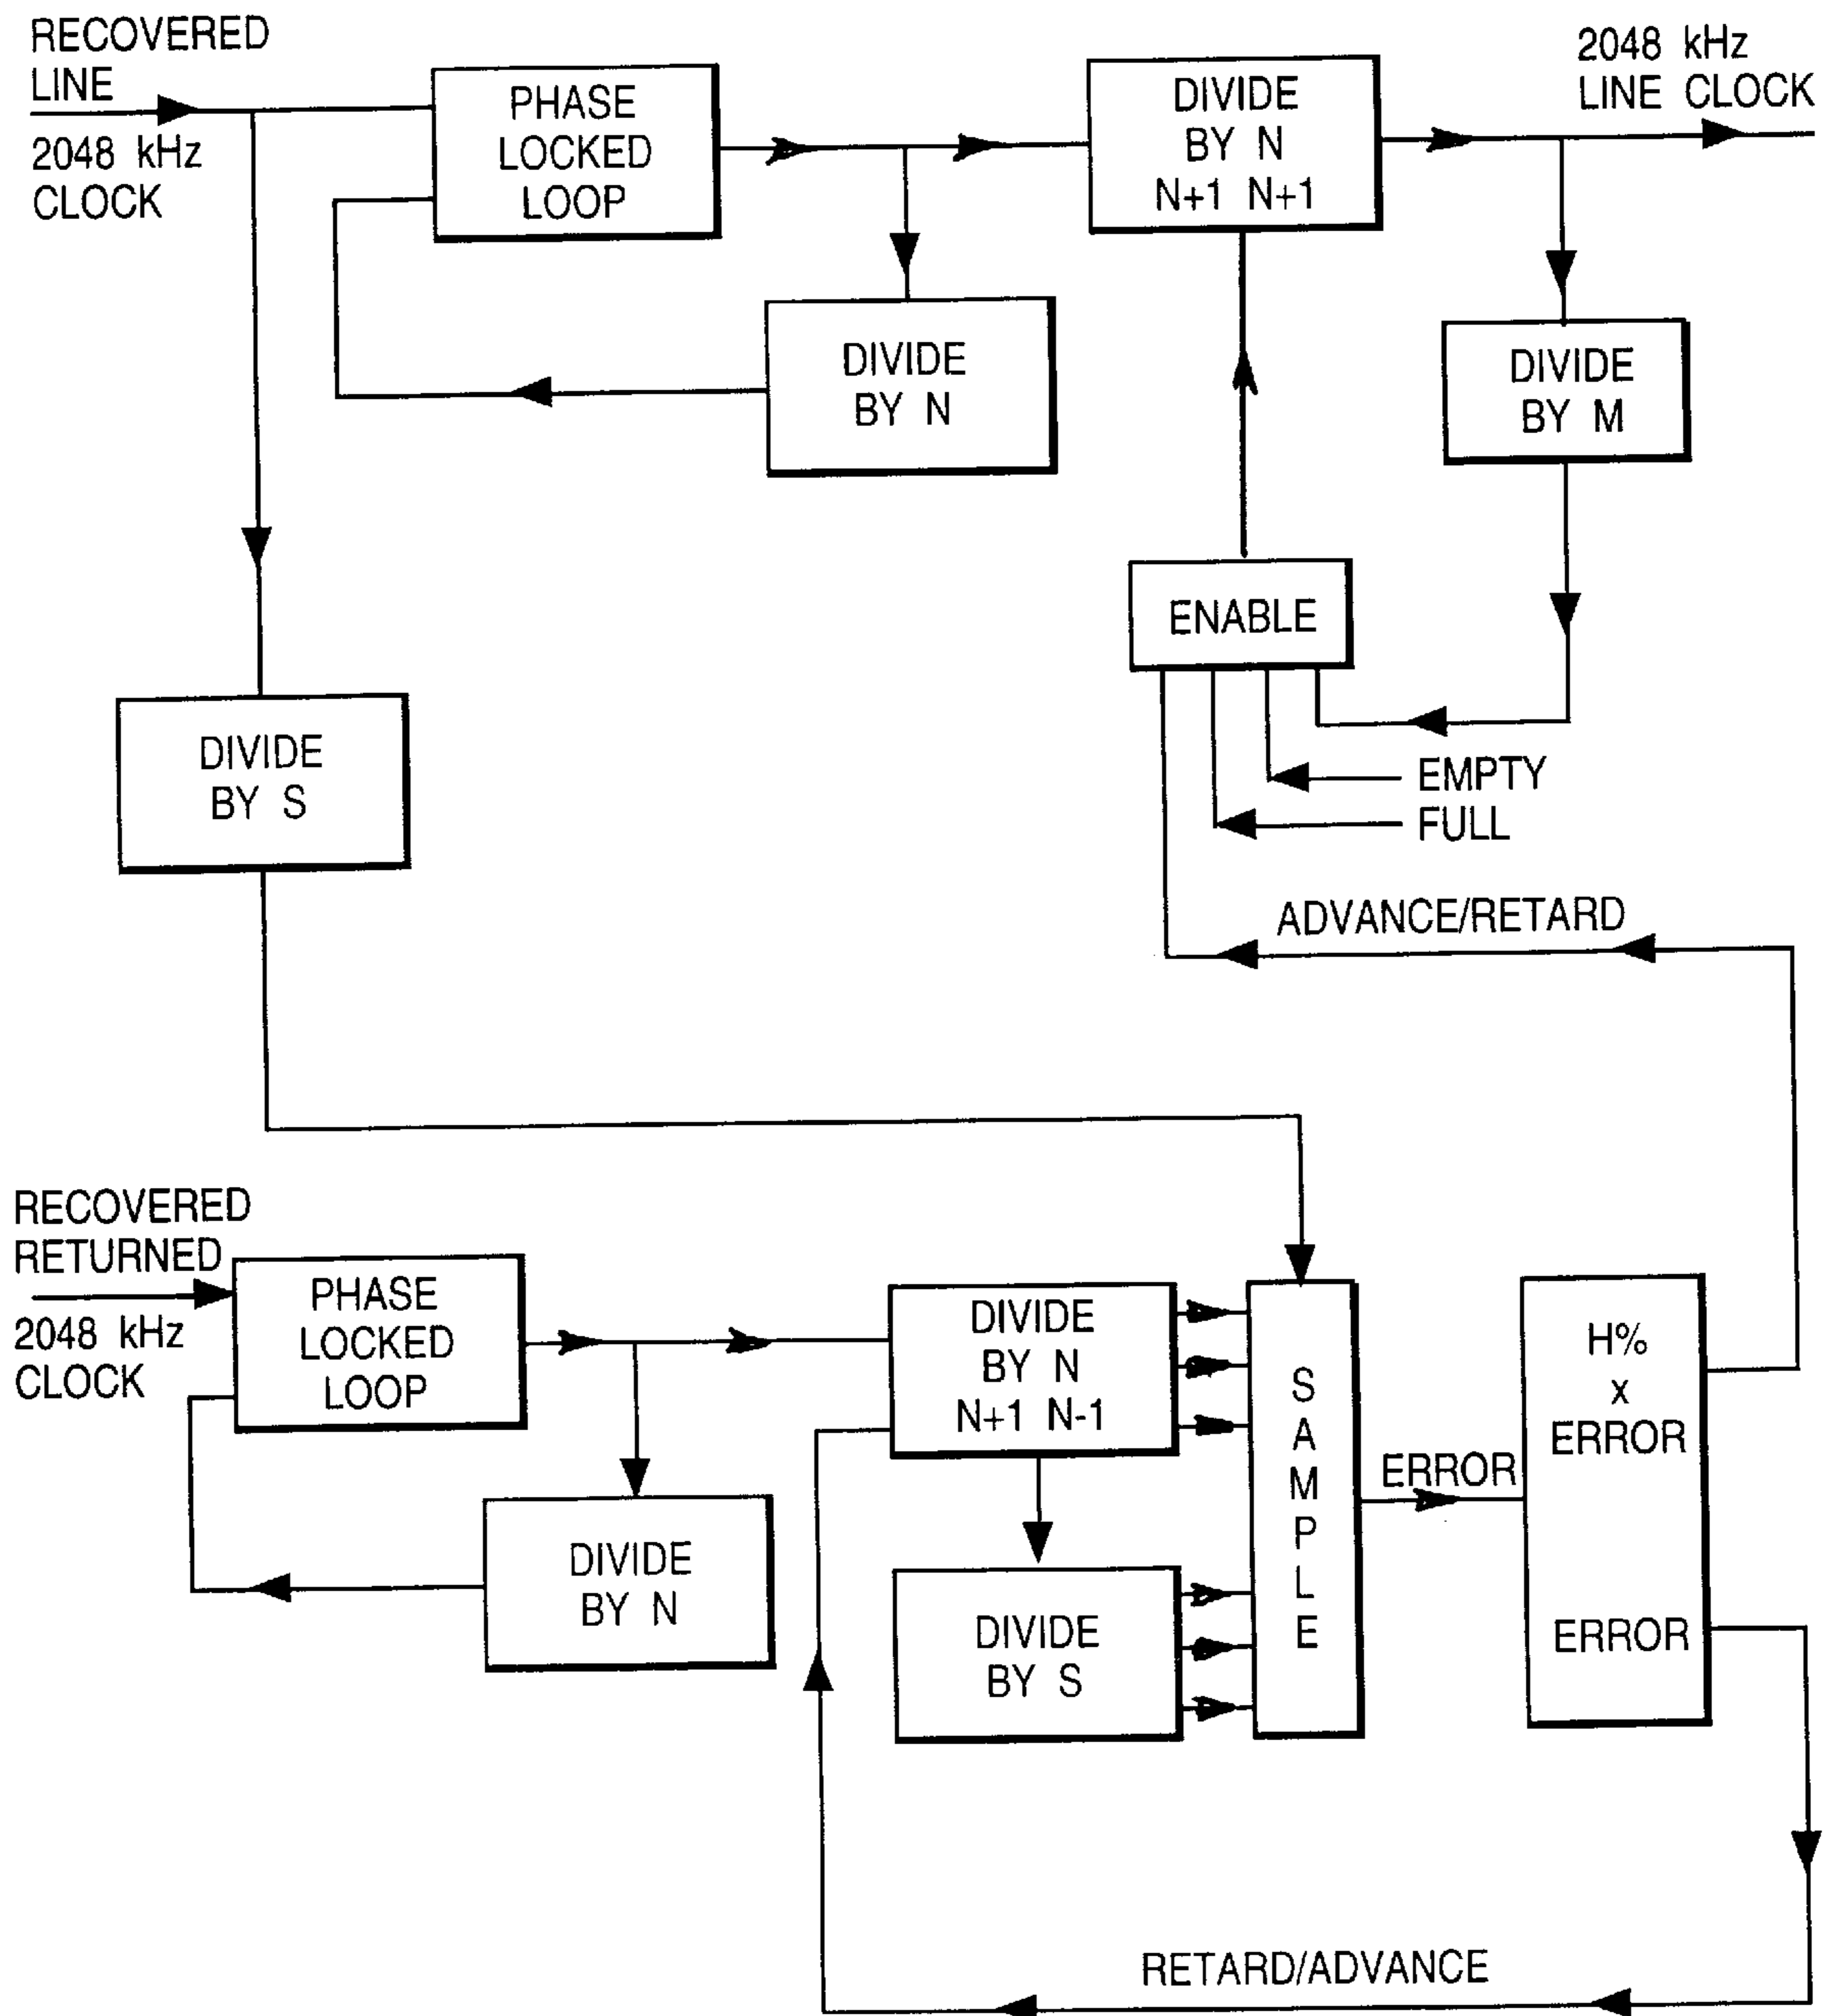 RECOVERED
LINE
2048 kHz
CLOCK
PHASE
LOCKED
LOOP
DIVIDE
BY N
N+1 N+1
2048 kHz
LINE CLOCK
DIVIDE
BY N
DIVIDE
BY M
ENABLE
DIVIDE
BY S
EMPTY
FULL
ADVANCE/RETARD
RECOVERED
RETURNED
2048 kHz
CLOCK
PHASE
LOCKED
LOOP
DIVIDE
BY N
N+1 N-1
SAMPLE
H%
x
ERROR
ERROR
ERROR
DIVIDE
BY N
DIVIDE
BY S
RETARD/ADVANCE